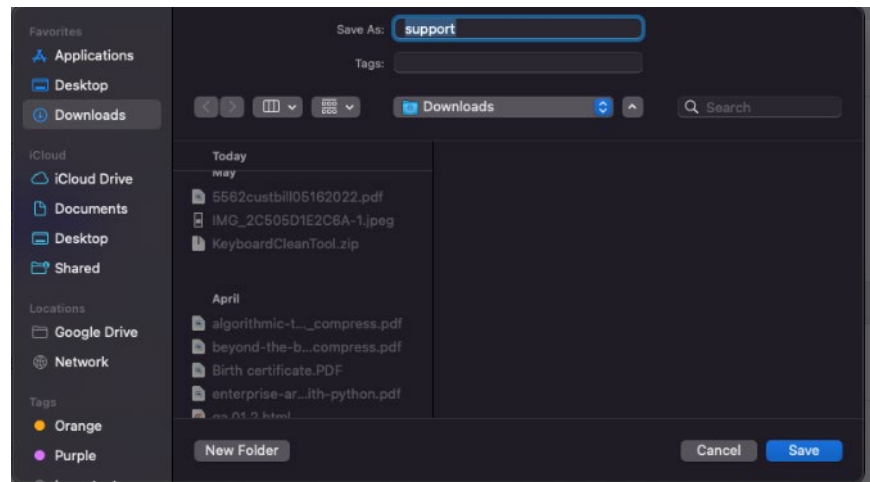 Favorites
Applications
Desktop
Downloads
iCloud
iCloud Drive
Documents
Desktop
Shared
Locations
Google Drive
Network
Tags
Orange
Purple
Save As: support
Tags:
Downloads
Search
Today
May
5562custbill05162022.pdf
IMG_2C505D1E2C6A-1.jpeg
KeyboardCleanTool.zip
April
algorithmic-t..._compress.pdf
beyond-the-b...compress.pdf
Birth certificate.PDF
enterprise-ar...ith-python.pdf
New Folder
Cancel
Save